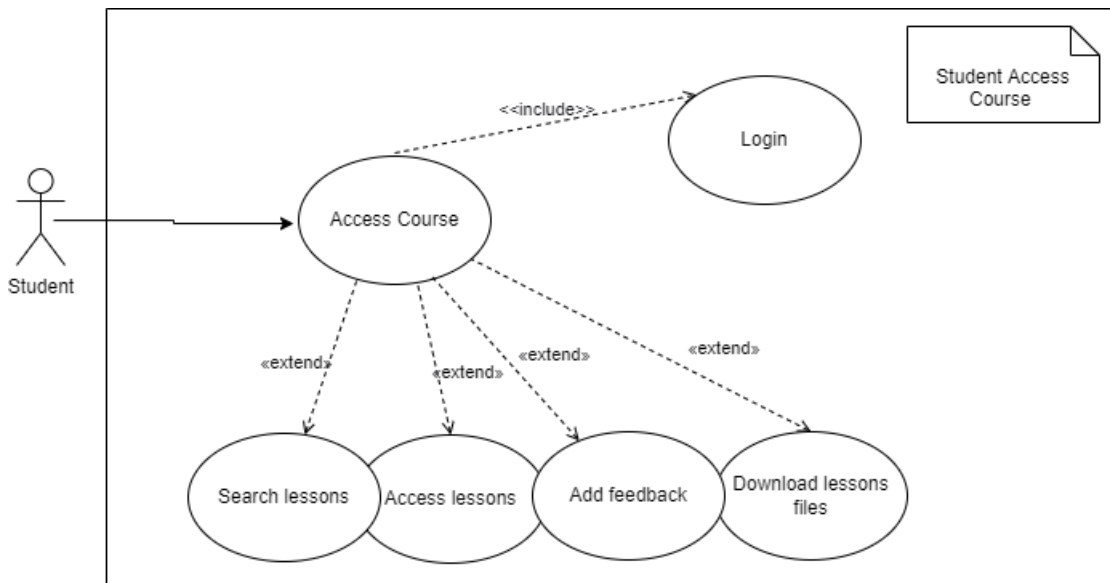 Student Access
Course
<<include>>
Login
Access Course
Student
«extend»
«extend»
«extend»
«extend»
Search lessons
Access lessons
Add feedback
Download lessons
files